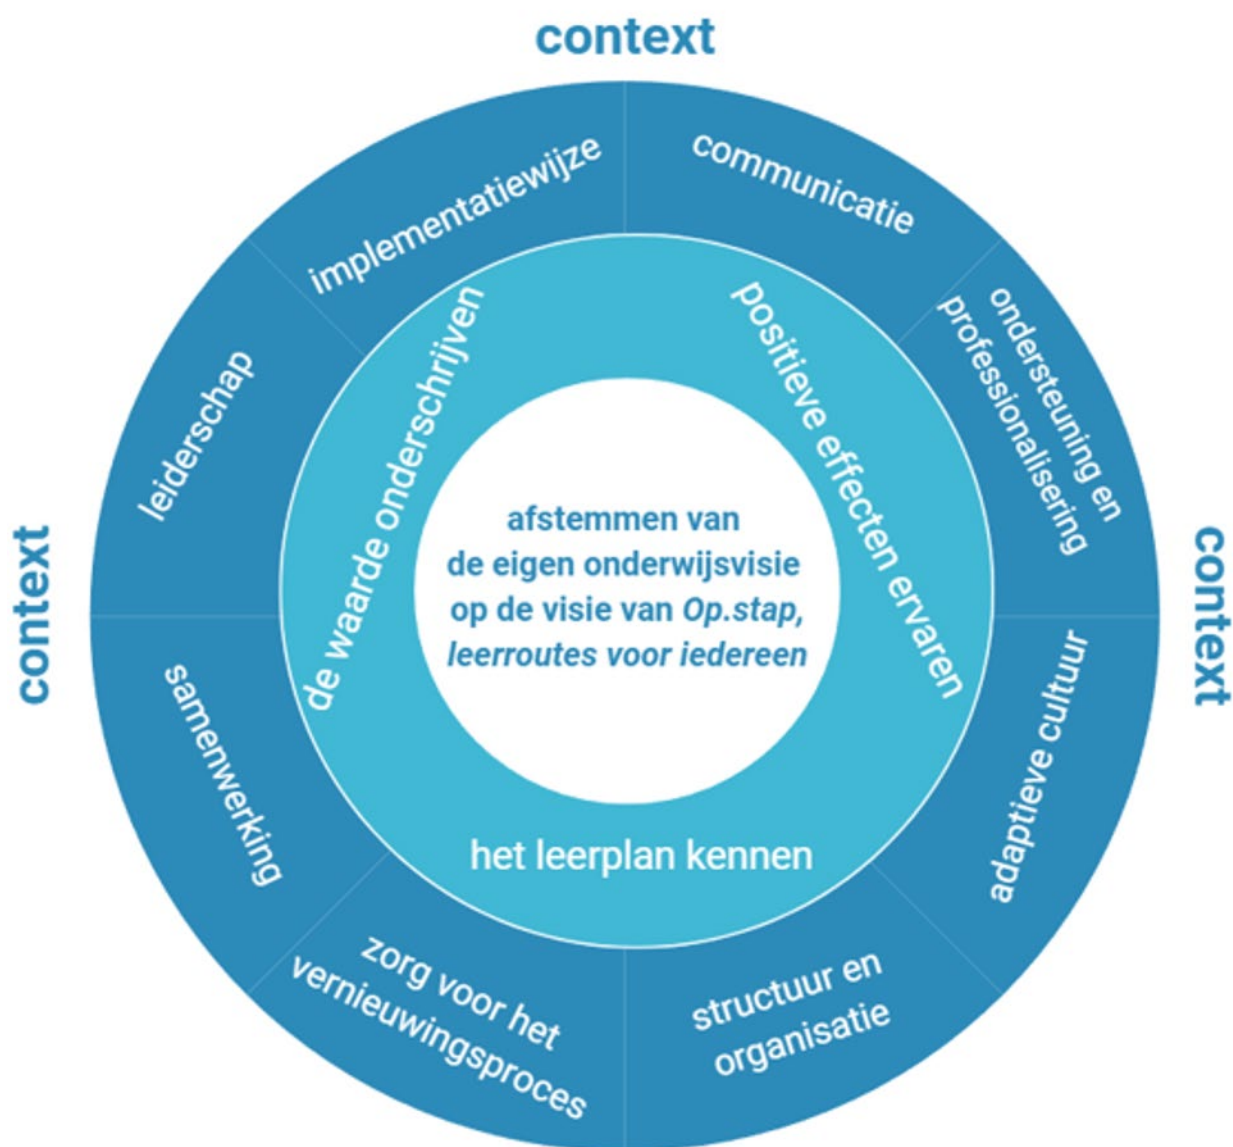 context
implementatiewijze
communicatie
ondersteuning en
professionalisering
leiderschap
de waarde onderschrijven
positieve effecten ervaren
afstemmen van
de eigen onderwijsvisie
op de visie van Op.stap,
leerroutes voor iedereen
context
context
samenwerking
adaptieve cultuur
het leerplan kennen
zorg voor het
vernieuwingsproces
structuur en
organisatie